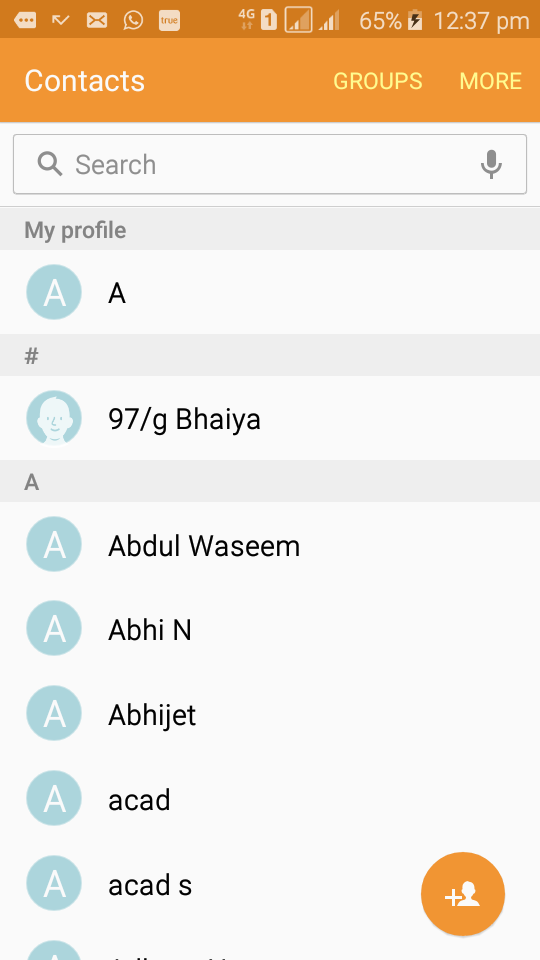 true
4G
1
65%
12:37 pm
Contacts
GROUPS
MORE
Search
My profile
A
A
#
97/g Bhaiya
A
A
Abdul Waseem
A
Abhi N
A
Abhijet
A
acad
A
acad s